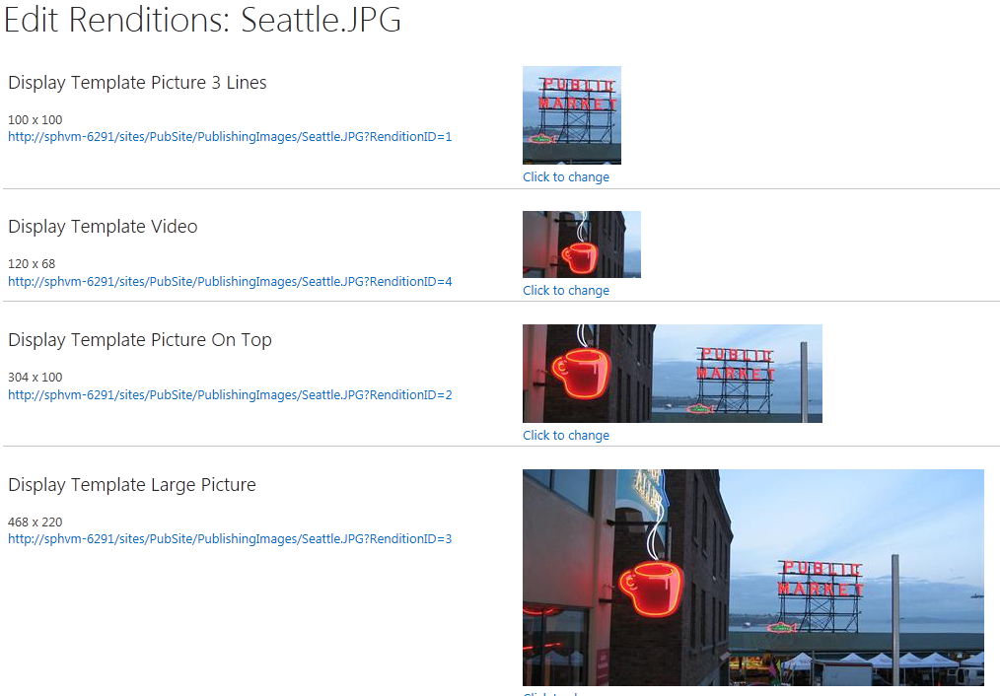 Edit Renditions: Seattle.JPG
Display Template Picture 3 Lines
100 x 100
http://sphvm-6291/sites/PubSite/PublishingImages/Seattle.JPG?RenditionID=1
PUBLIC
MARKET
Click to change
Display Template Video
120 x 68
http://sphvm-6291/sites/PubSite/PublishingImages/Seattle.JPG?RenditionID=4
Click to change
Display Template Picture On Top
304 x 100
http://sphvm-6291/sites/PubSite/PublishingImages/Seattle.JPG?RenditionID=2
PUBLIC
MARKET
Click to change
Display Template Large Picture
468 x 220
http://sphvm-6291/sites/PubSite/PublishingImages/Seattle.JPG?RenditionID=3
PUBLIC
MARKET